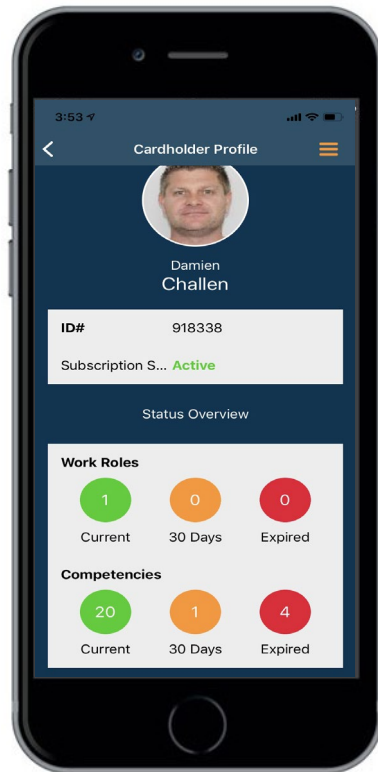 3:53
Cardholder Profile
Damien
Challen
ID# 918338
Subscription S... Active
Status Overview
Work Roles
1 0 0
Current 30 Days Expired
Competencies
20 1 4
Current 30 Days Expired